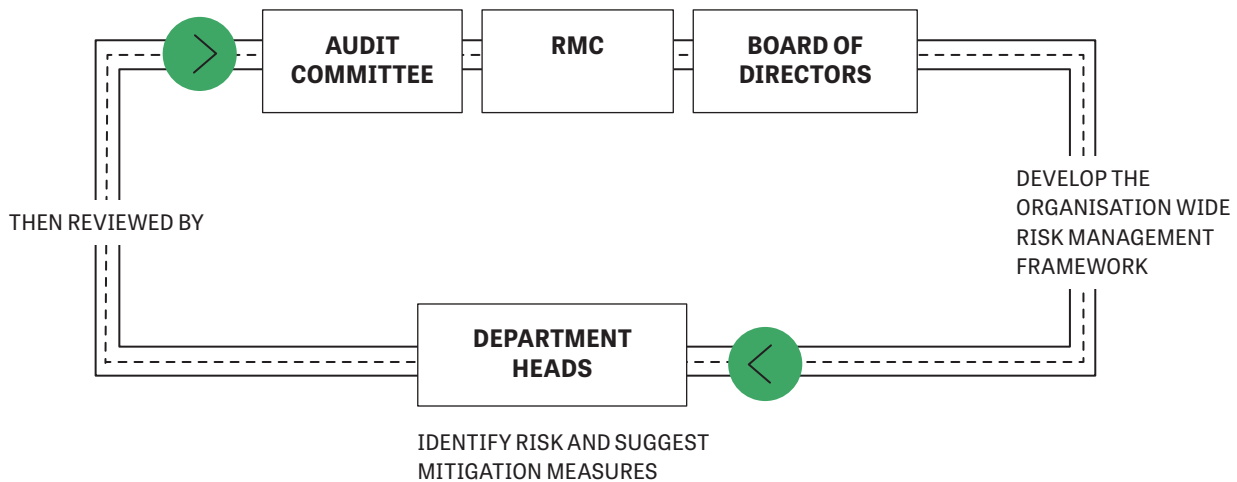 AUDIT
COMMITTEE
RMC
BOARD OF
DIRECTORS
DEVELOP THE
ORGANISATION WIDE
RISK MANAGEMENT
FRAMEWORK
THEN REVIEWED BY
DEPARTMENT
HEADS
IDENTIFY RISK AND SUGGEST
MITIGATION MEASURES